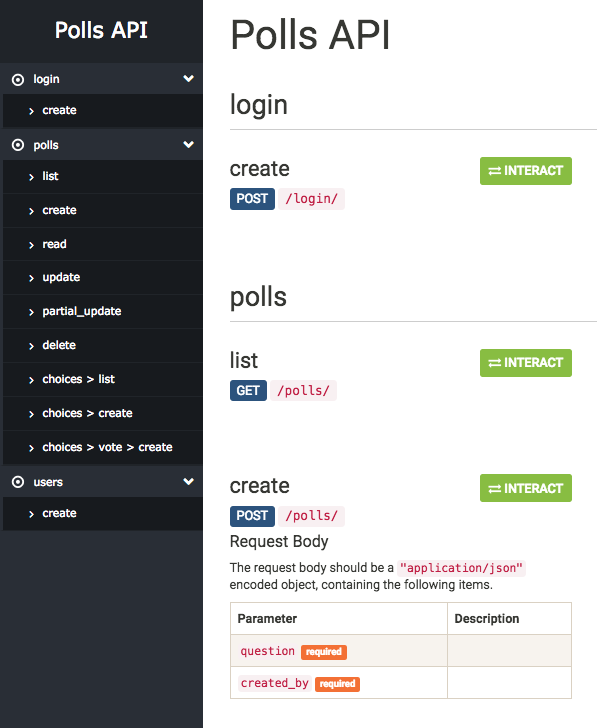 Polls API
login
create
polls
list
create
read
update
partial_update
delete
choices > list
choices > create
choices > vote > create
users
create
Polls API
login
create
INTERACT
POST /login/
polls
list
INTERACT
GET /polls/
create
INTERACT
POST /polls/
Request Body
The request body should be a "application/json"
encoded object, containing the following items.
Parameter Description
question required
created_by required